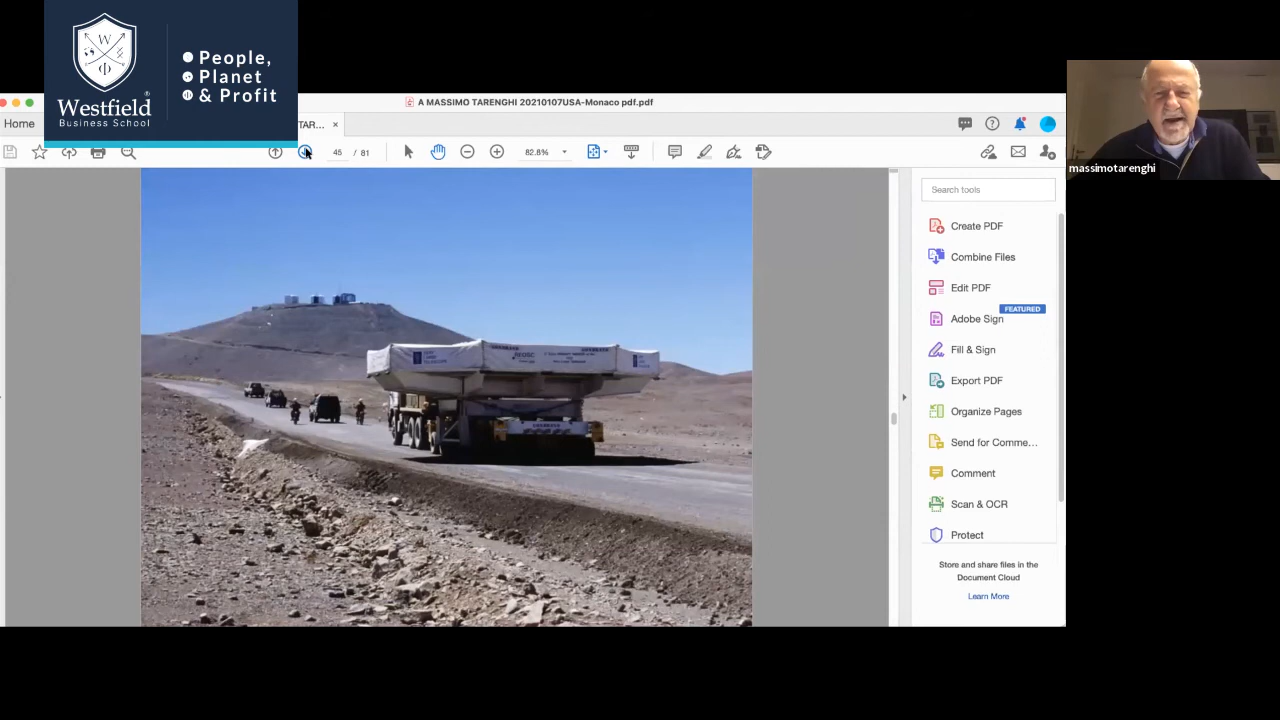 Westfield
Business School
®
People,
Planet
& Profit
A MASSIMO TARENGHI 20210107USA-Monaco pdf.pdf
Home
TAR... ×
45 / 81
82.8%
massimotarenghi
Search tools
Create PDF
Combine Files
Edit PDF
FEATURED
Adobe Sign
Fill & Sign
Export PDF
Organize Pages
Send for Comme...
Comment
Scan & OCR
Protect
Store and share files in the
Document Cloud
Learn More
REOSC